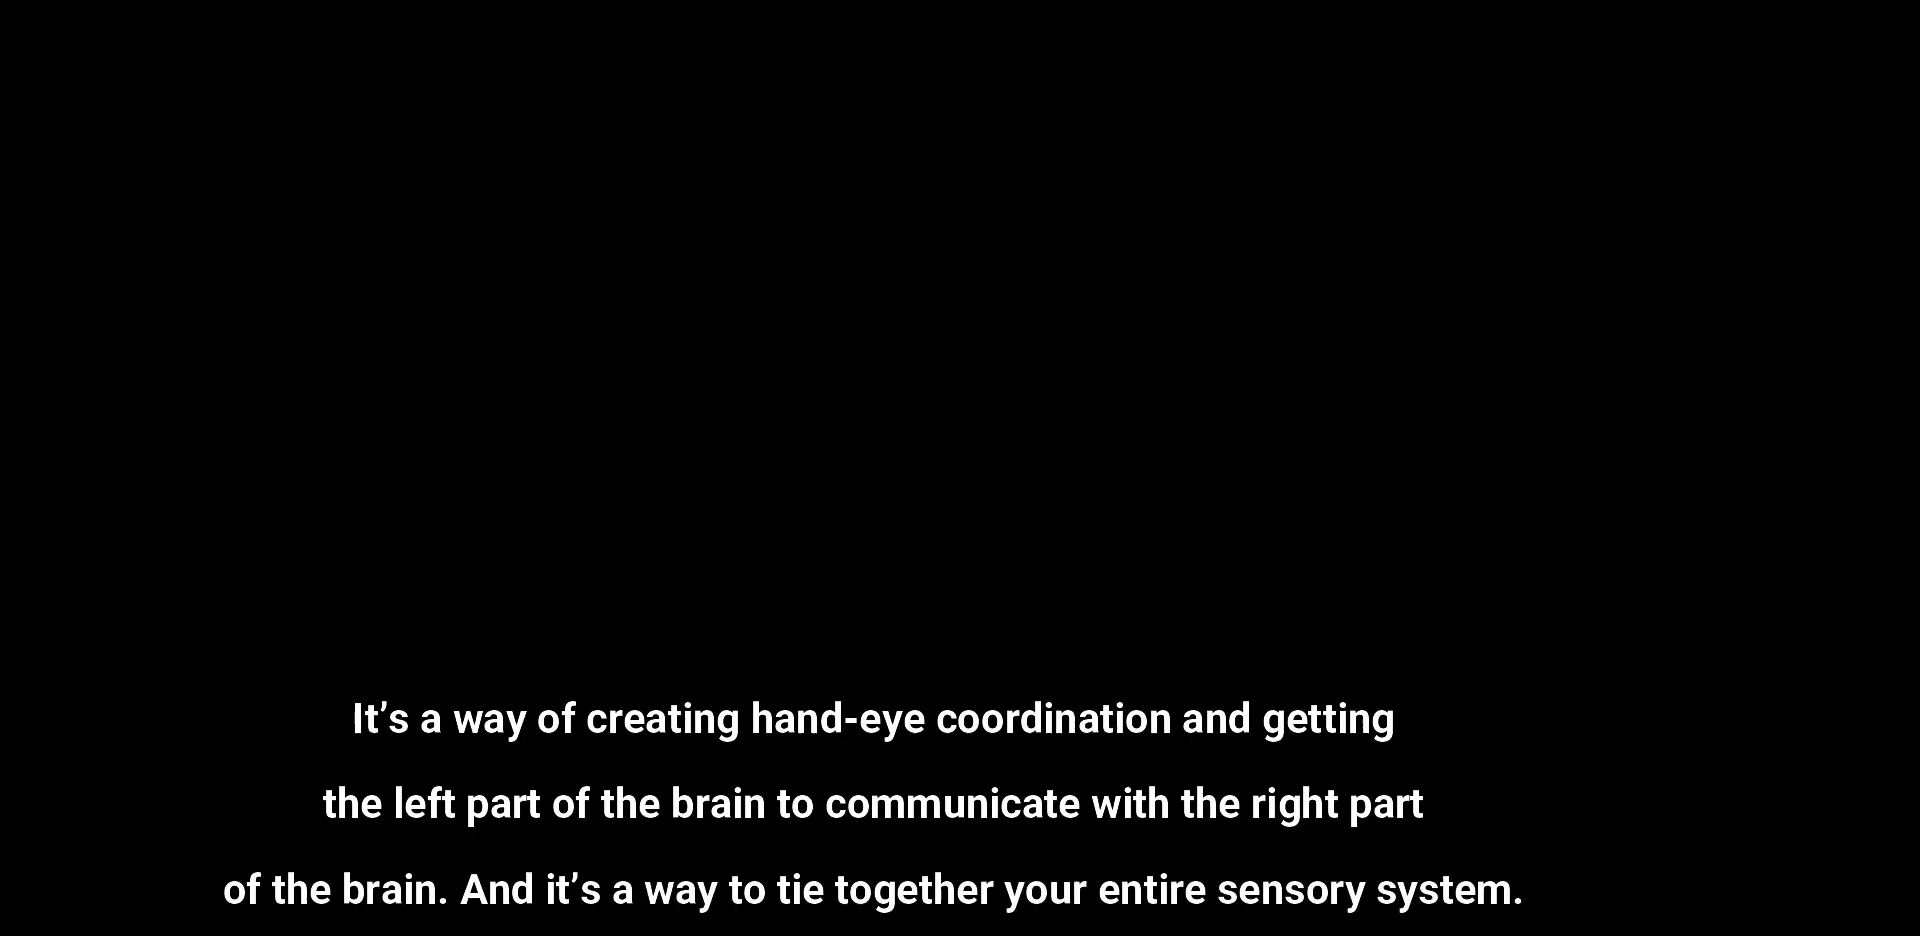 It’s a way of creating hand-eye coordination and getting
the left part of the brain to communicate with the right part
of the brain. And it’s a way to tie together your entire sensory system.